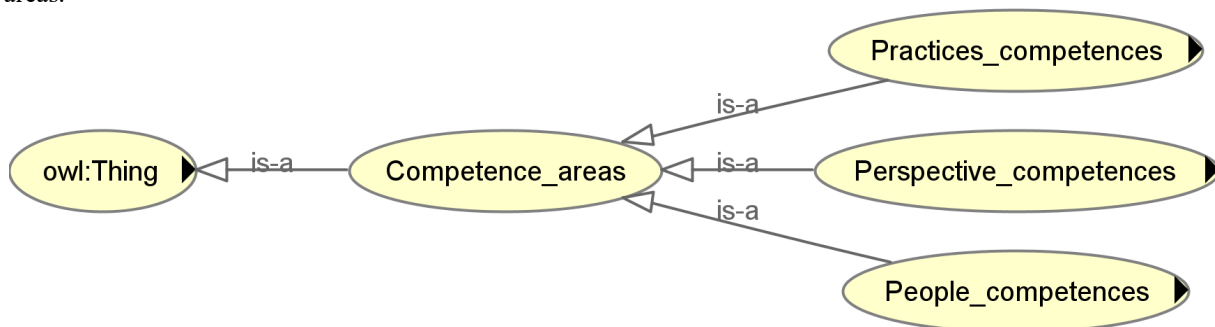 areas.
Practices_competences
is-a
owl:Thing
is-a
Competence_areas
is-a
Perspective_competences
is-a
People_competences